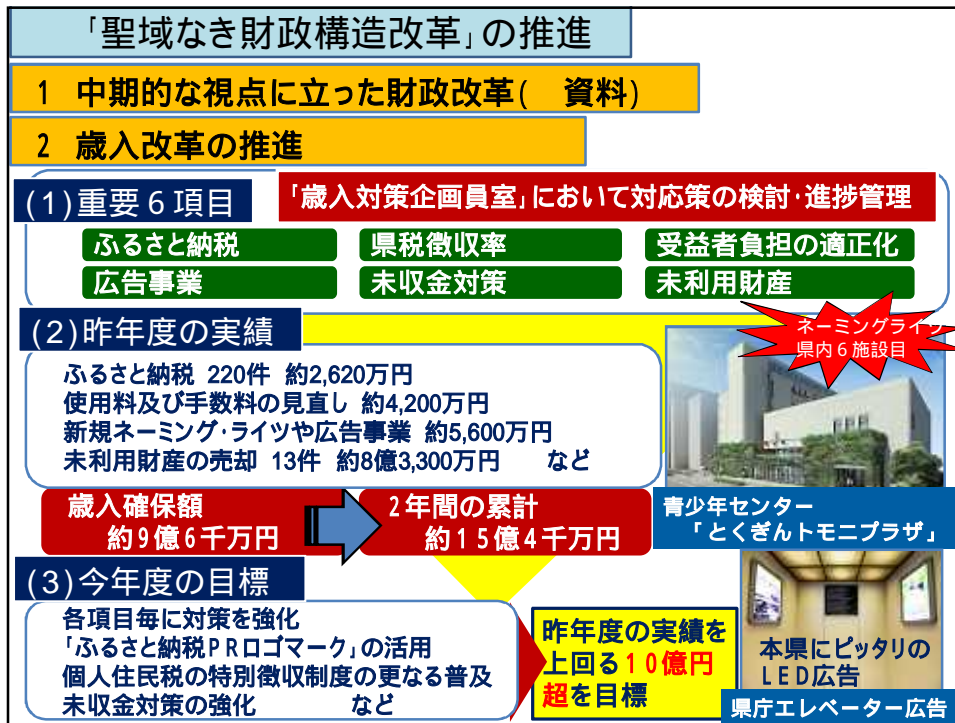 「聖域なき財政構造改革」の推進
1 中期的な視点に立った財政改革(　資料)
2 歳入改革の推進
(1)重要6項目
「歳入対策企画員室」において対応策の検討・進捗管理
ふるさと納税 県税徴収率 受益者負担の適正化
広告事業 未収金対策 未利用財産
(2)昨年度の実績
ネーミングライツ
県内6施設目
ふるさと納税 220件 約2,620万円
使用料及び手数料の見直し 約4,200万円
新規ネーミング・ライツや広告事業 約5,600万円
未利用財産の売却 13件 約8億3,300万円　など
歳入確保額
約9億6千万円
2年間の累計
約15億4千万円
青少年センター
「とくぎんトモニプラザ」
(3)今年度の目標
各項目毎に対策を強化
「ふるさと納税PRロゴマーク」の活用
個人住民税の特別徴収制度の更なる普及
未収金対策の強化　など
昨年度の実績を
上回る10億円
超を目標
本県にピッタリの
LED広告
県庁エレベーター広告